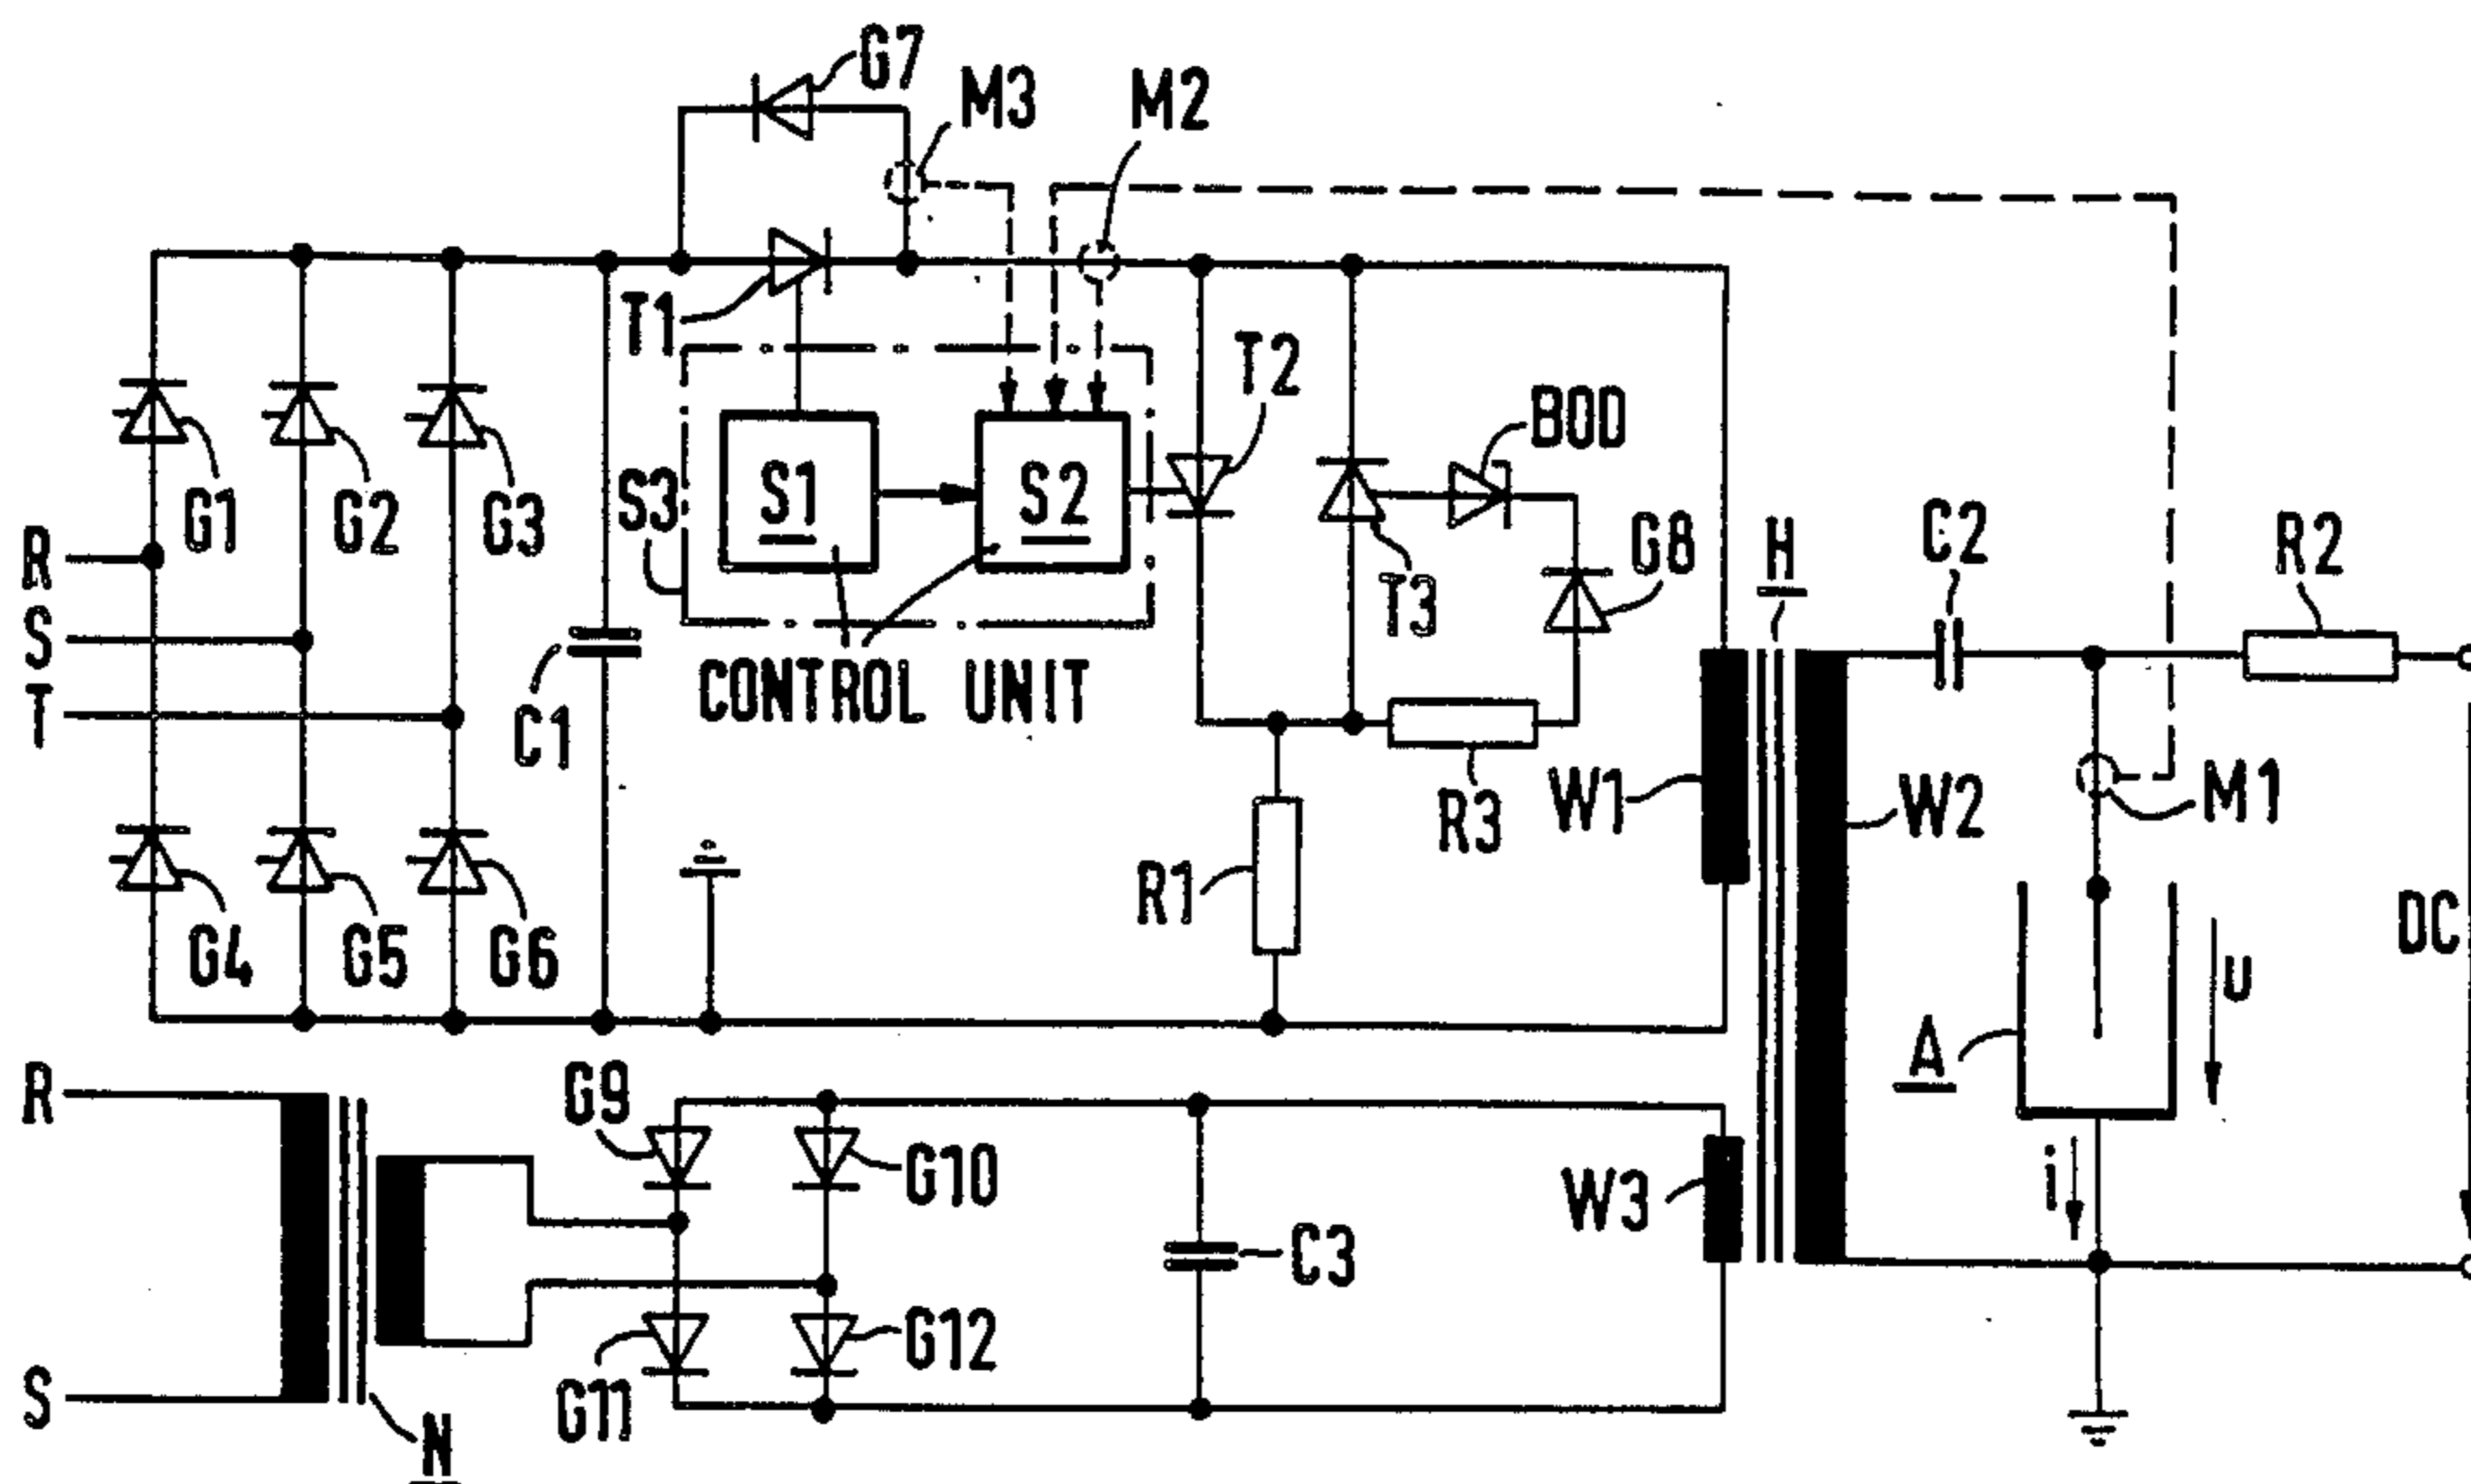 G7
M3
M2
T1
T2
BOD
G1
G2
G3
S3
S1
S2
T3
G8
H
C2
R2
R
S
T
C1
CONTROL UNIT
R3
W1
W2
M1
R1
DC
G4
G5
G6
U
A
i
R
G9
G10
W3
C3
G12
G11
S
N